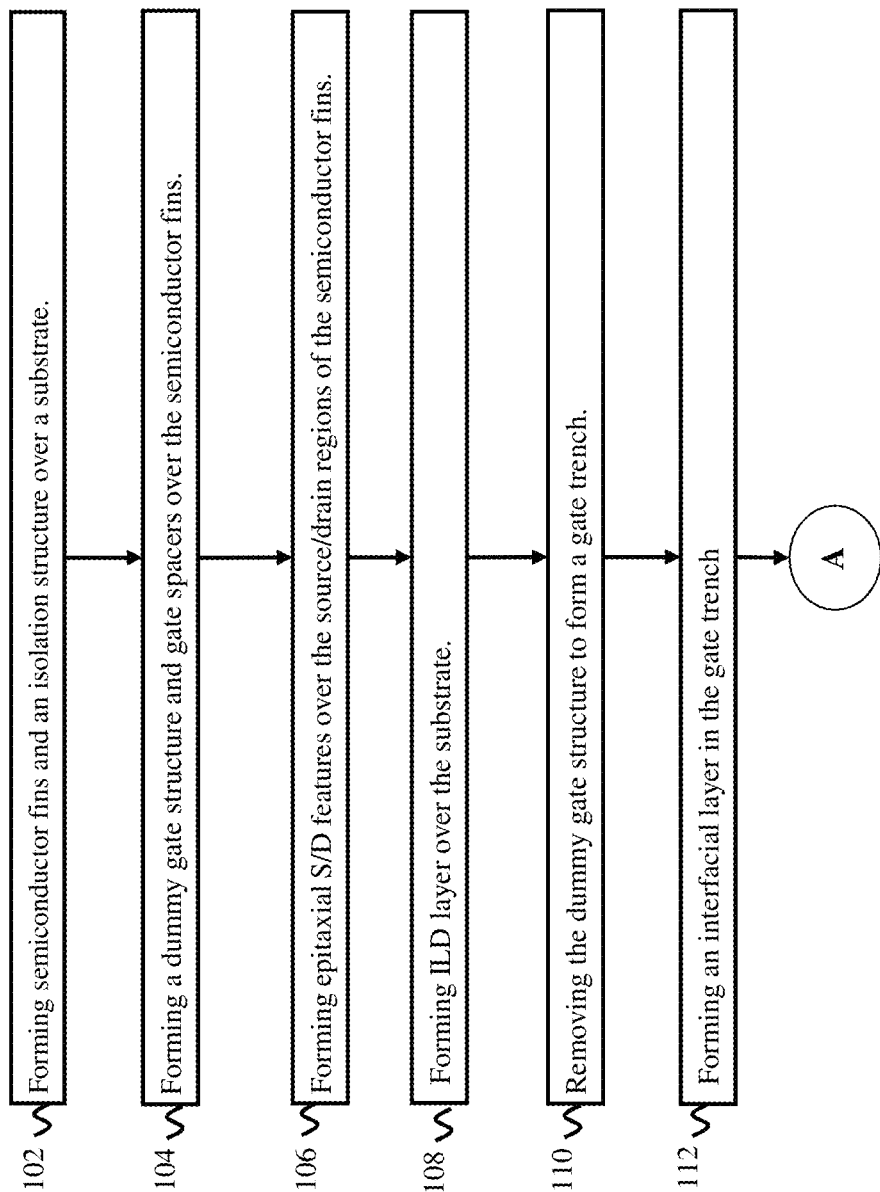 102 Forming semiconductor fins and an isolation structure over a substrate.
104 Forming a dummy gate structure and gate spacers over the semiconductor fins.
106 Forming epitaxial S/D features over the source/drain regions of the semiconductor fins.
108 Forming ILD layer over the substrate.
110 Removing the dummy gate structure to form a gate trench.
112 Forming an interfacial layer in the gate trench
A